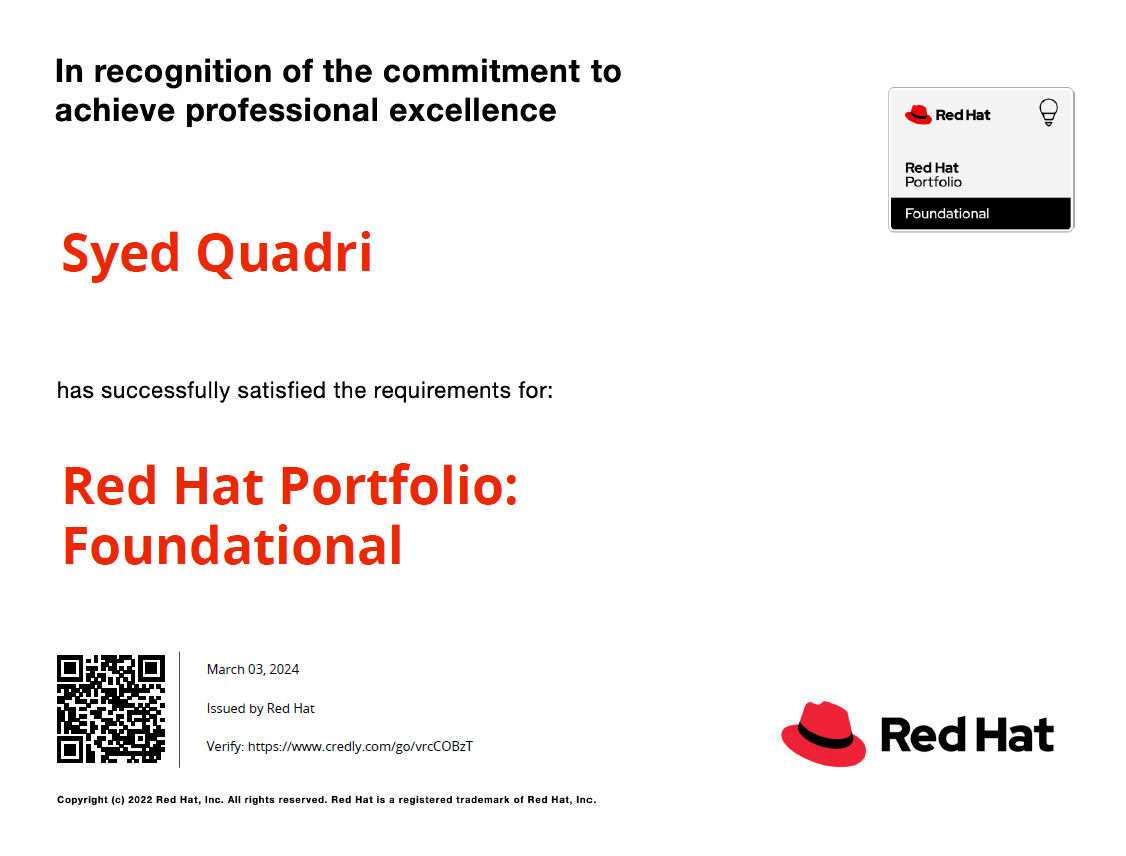 In recognition of the commitment to
achieve professional excellence
Red Hat
Red Hat
Portfolio
Foundational
Syed Quadri
has successfully satisfied the requirements for:
Red Hat Portfolio:
Foundational
March 03, 2024
Issued by Red Hat
Verify: https://www.credly.com/go/vrcCOBzT
Red Hat
Copyright (c) 2022 Red Hat, Inc. All rights reserved. Red Hat is a registered trademark of Red Hat, Inc.